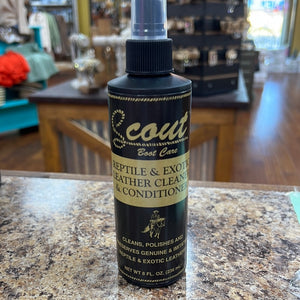 Scout
Boot Care
REPTILE & EXOTIC
LEATHER CLEANER
& CONDITIONER
CLEANS, POLISHES AND
GENUINE &
REPTILE & EXOTIC LEATHER
NET WT 8 FL. OZ.